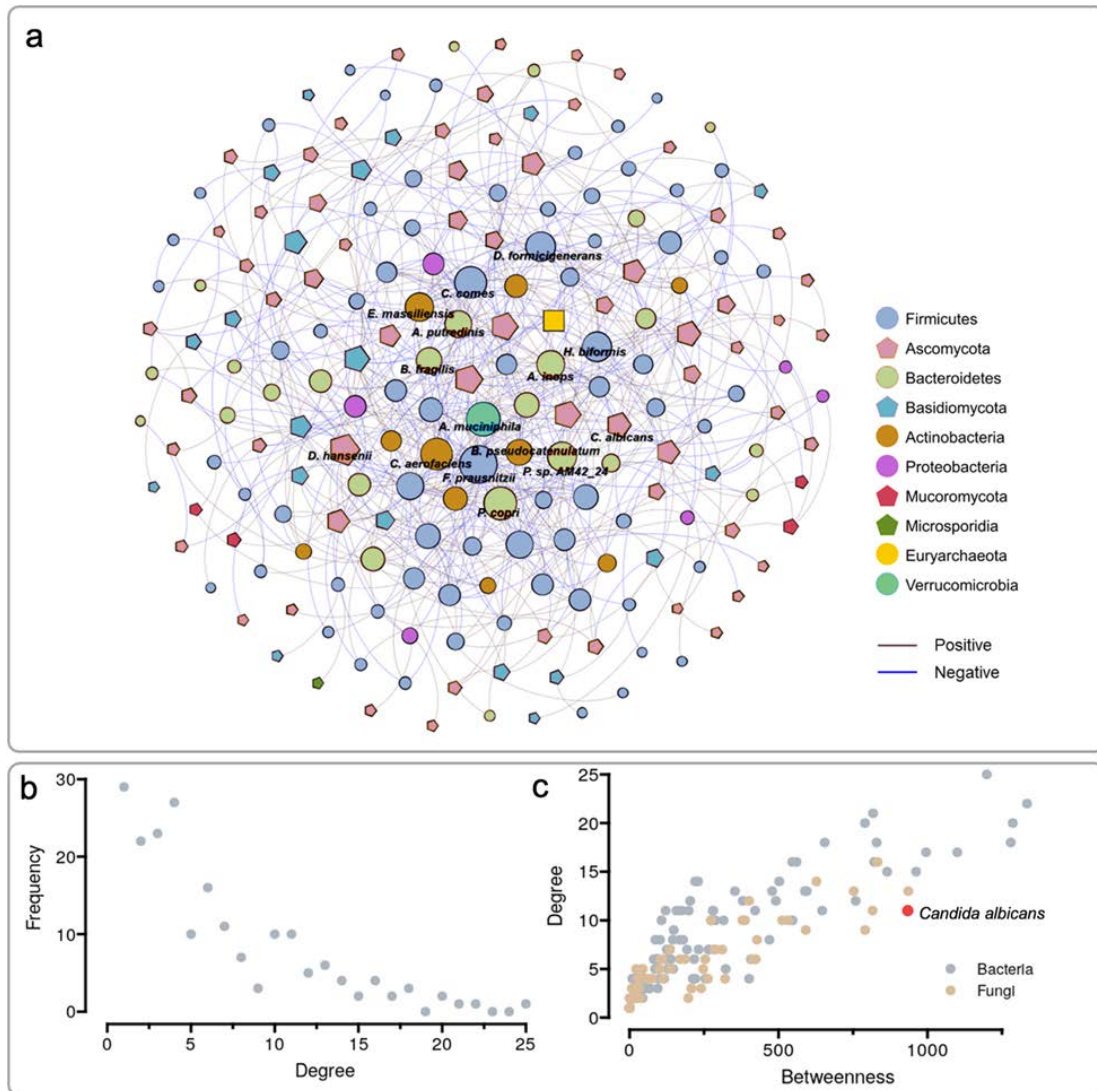 a
D. formicigenerans
C. comes
E. massiliensis
A. putredinis
H. biformis
B. fragilis
A. inops
A. muciniphila
C. albicans
D. hansenii
B. pseudocatenulatum
C. aerofaciens
P. sp. AM42_24
F. prausnitzii
P. copri
Firmicutes
Ascomycota
Bacteroidetes
Basidiomycota
Actinobacteria
Proteobacteria
Mucoromycota
Microsporidia
Euryarchaeota
Verrucomicrobia
Positive
Negative
b
30
20
10
0
Frequency
0 5 10 15 20 25
Degree
c
25
20
15
10
5
0
Degree
Candida albicans
Bacteria
Fungi
0 500 1000
Betweenness